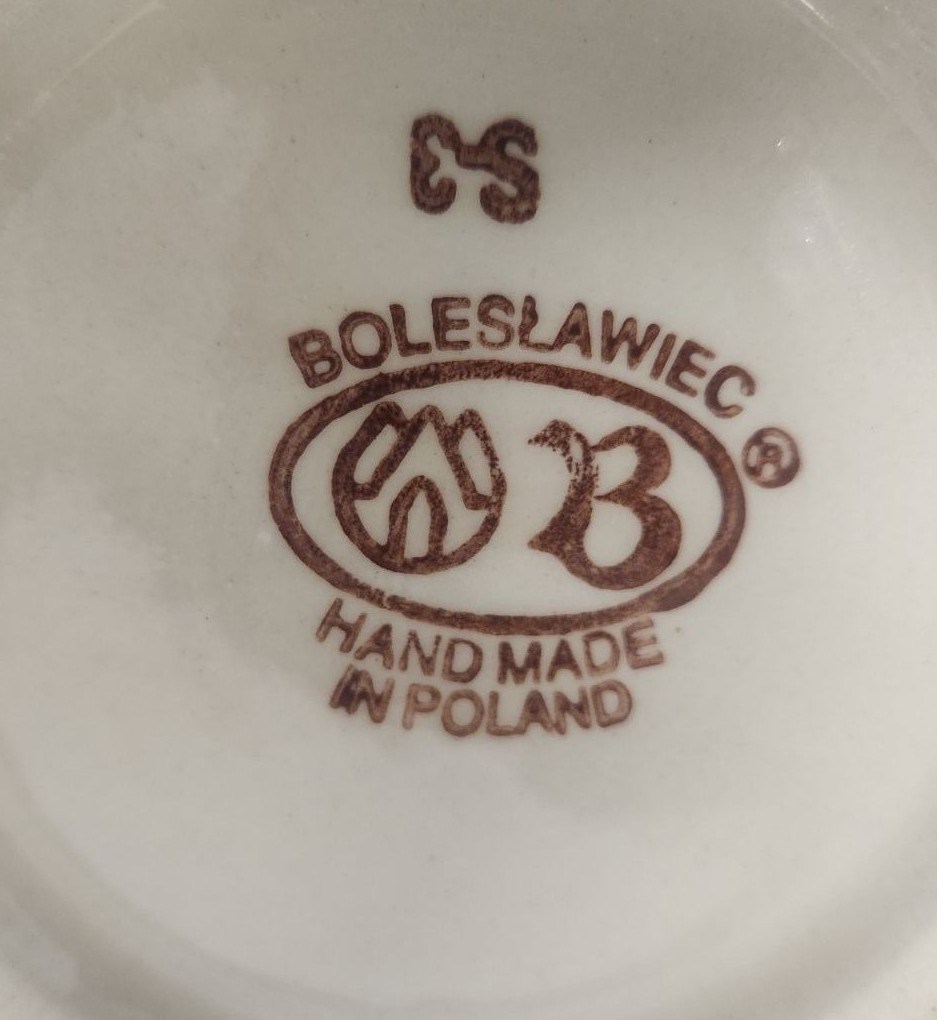 BOLESŁAWIEC ®
B
HAND MADE
IN POLAND